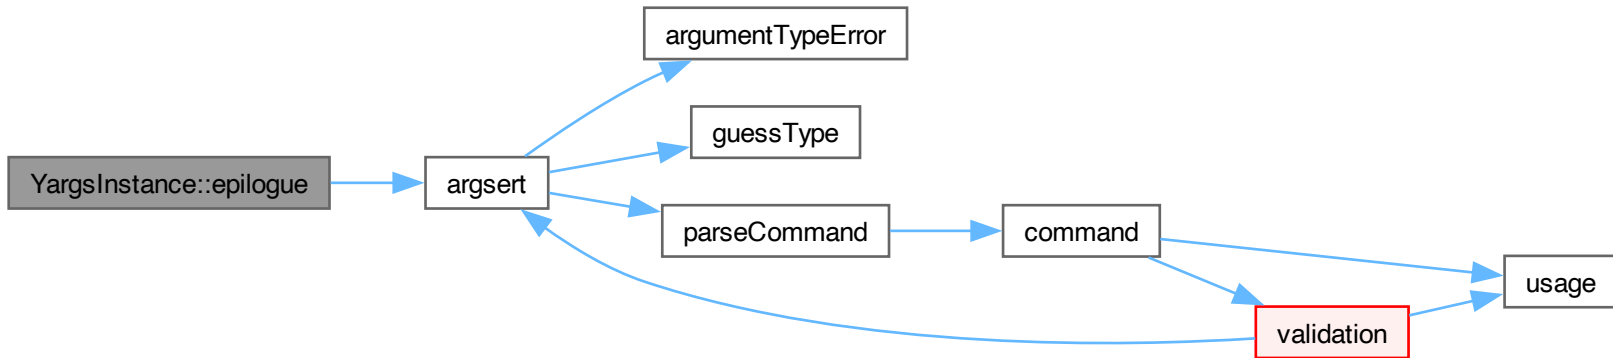 YargsInstance::epilogue
argsert
argumentTypeError
guessType
parseCommand
command
validation
usage